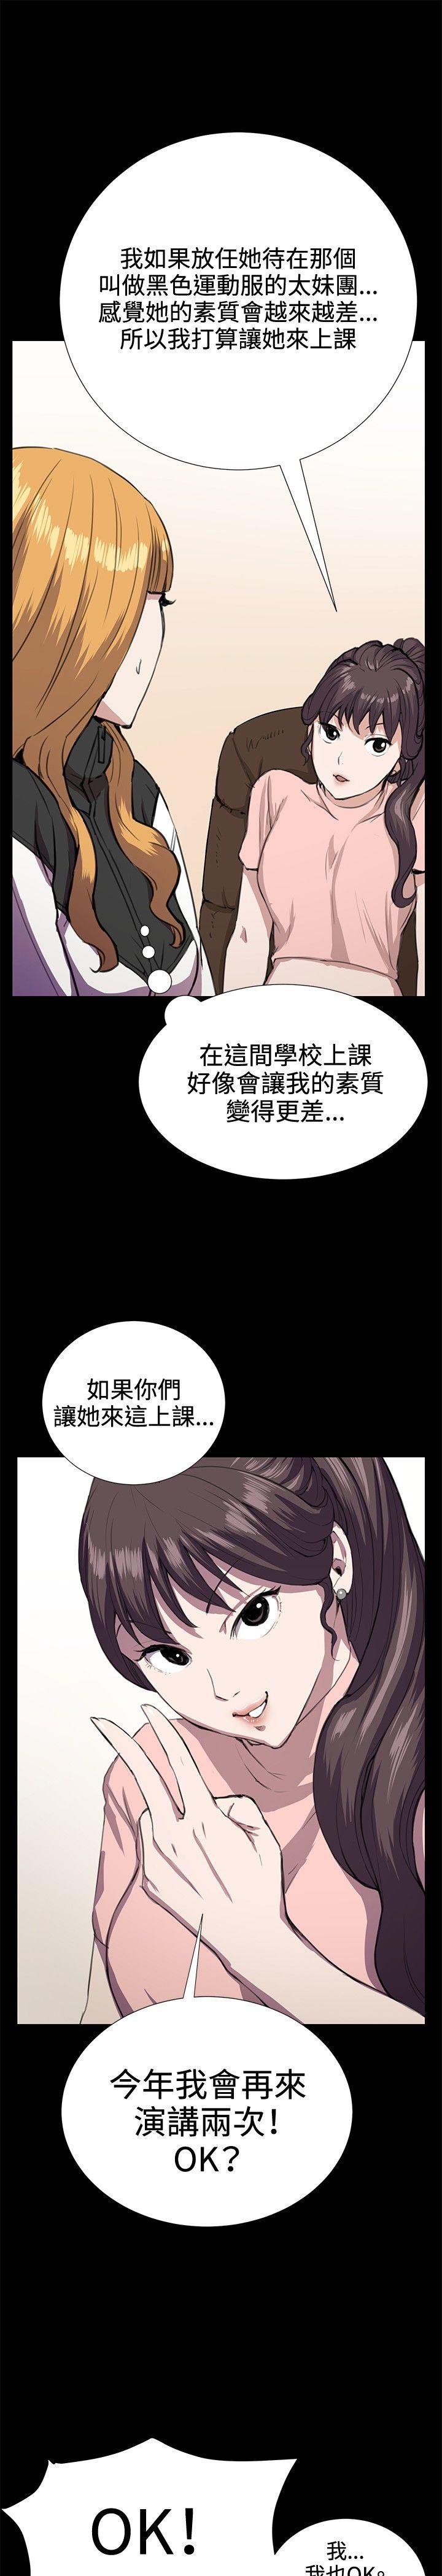 我如果放任她待在那個
叫做黑色運動服的太妹團...
感覺她的素質會越來越差...
所以我打算讓她來上課
在這間學校上課
好像會讓我的素質
變得更差...
如果你們
讓她來這上課...
今年我會再來
演講兩次！
OK？
OK！
我...
我也OK。